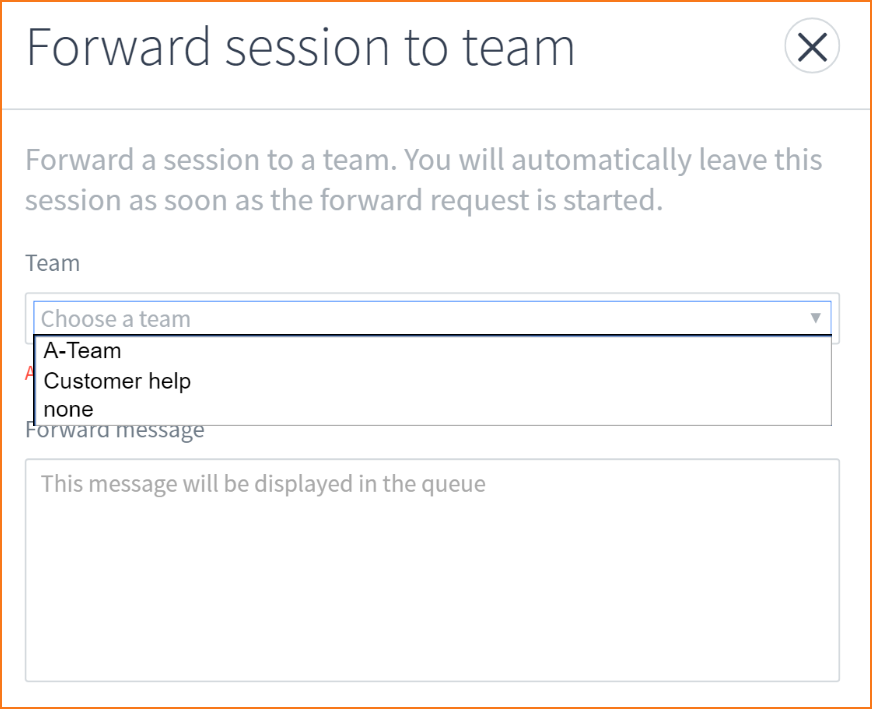 Forward session to team
Forward a session to a team. You will automatically leave this
session as soon as the forward request is started.
Team
Choose a team
A-Team
Customer help
none
Forward message
This message will be displayed in the queue